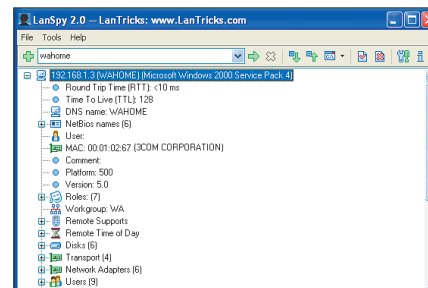 LanSpy 2.0 -- LanTricks: www.LanTricks.com
File Tools Help
wahome
192.168.1.3 (WAHOME) (Microsoft Windows 2000 Service Pack 4)
Round Trip Time (RTT): <10 ms
Time To Live (TTL): 128
DNS name: WAHOME
NetBios names (6)
User:
MAC: 00:01:02:67 (3COM CORPORATION)
Comment:
Platform: 500
Version: 5.0
Roles: (7)
Workgroup: WA
Remote Supports
Remote Time of Day
Disks (6)
Transport (4)
Network Adapters (6)
Users (9)